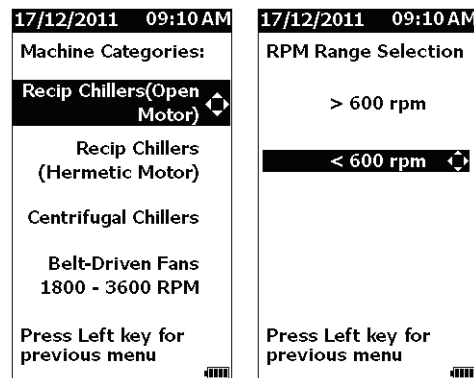 17/12/2011 09:10 AM
Machine Categories:
Recip Chillers(Open
Motor)
Recip Chillers
(Hermetic Motor)
Centrifugal Chillers
Belt-Driven Fans
1800 - 3600 RPM
Press Left key for
previous menu
17/12/2011 09:10 AM
RPM Range Selection
> 600 rpm
< 600 rpm
Press Left key for
previous menu